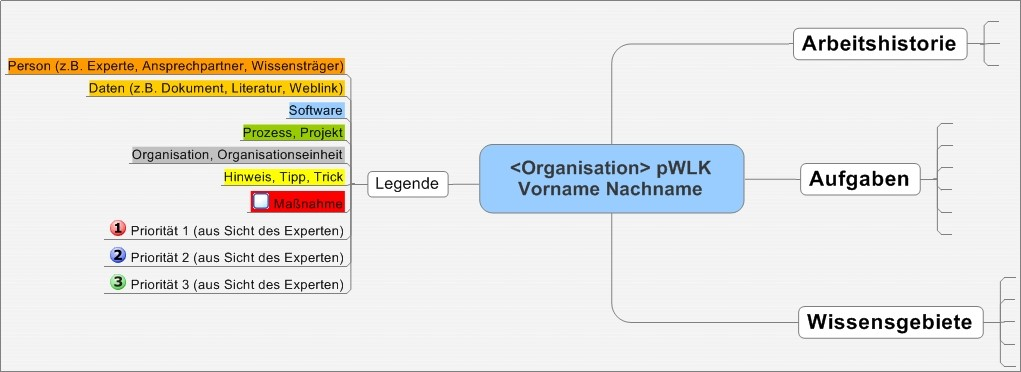 Person (z.B. Experte, Ansprechpartner, Wissensträger)
Daten (z.B. Dokument, Literatur, Weblink)
Software
Prozess, Projekt
Organisation, Organisationseinheit
Hinweis, Tipp, Trick
Maßnahme
1 Priorität 1 (aus Sicht des Experten)
2 Priorität 2 (aus Sicht des Experten)
3 Priorität 3 (aus Sicht des Experten)
Legende
<Organisation> pWLK
Vorname Nachname
Arbeitshistorie
Aufgaben
Wissensgebiete